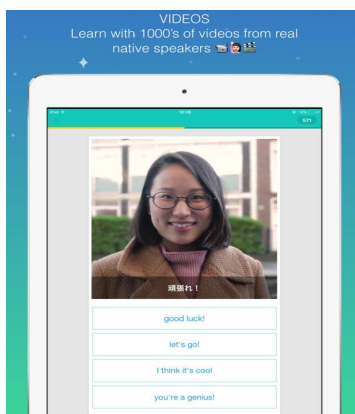 VIDEOS
Learn with 1000's of videos from real
native speakers 📹🙋🏻🎬
571
頑張れ!
good luck!
let's go!
I think it's cool
you're a genius!